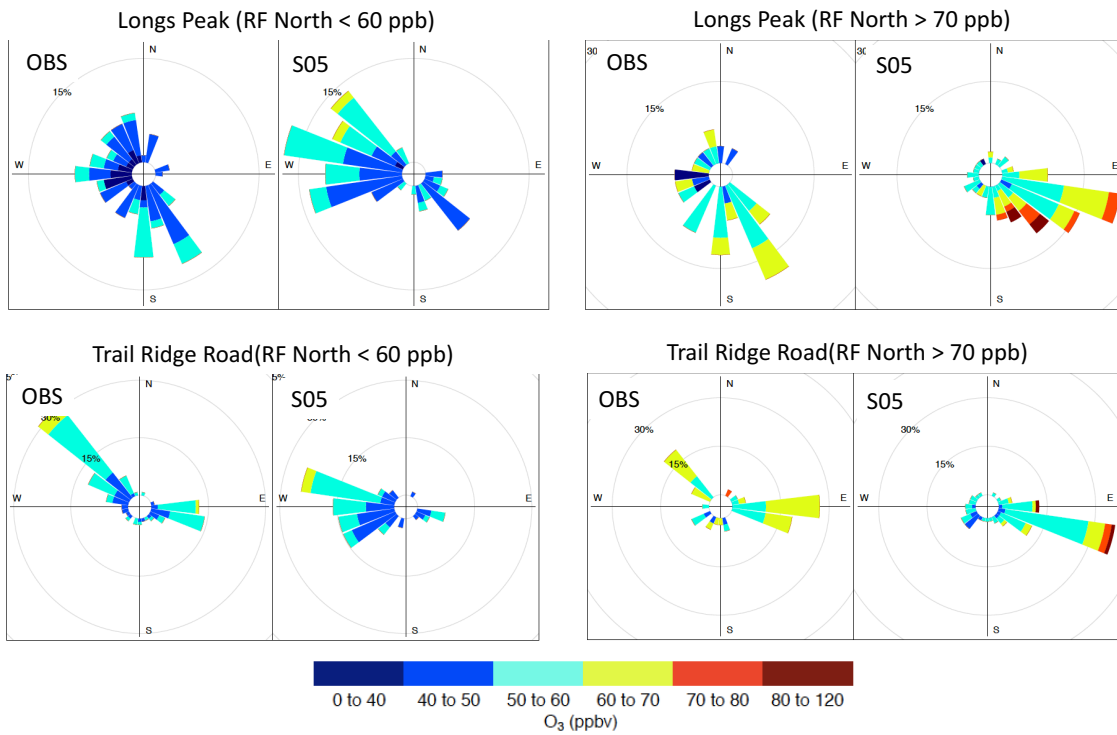 Longs Peak (RF North < 60 ppb)
Longs Peak (RF North > 70 ppb)
OBS
N
15%
W
S
S05
N
15%
W
E
S
30
OBS
N
15%
W
S
S05
N
15%
W
E
S
Trail Ridge Road(RF North < 60 ppb)
Trail Ridge Road(RF North > 70 ppb)
5%
OBS
N
30%
15%
W
E
S
5%
S05
N
15%
W
E
S
OBS
N
30%
15%
W
E
S
S05
N
30%
15%
W
E
S
0 to 40 40 to 50 50 to 60 60 to 70 70 to 80 80 to 120
O3 (ppbv)